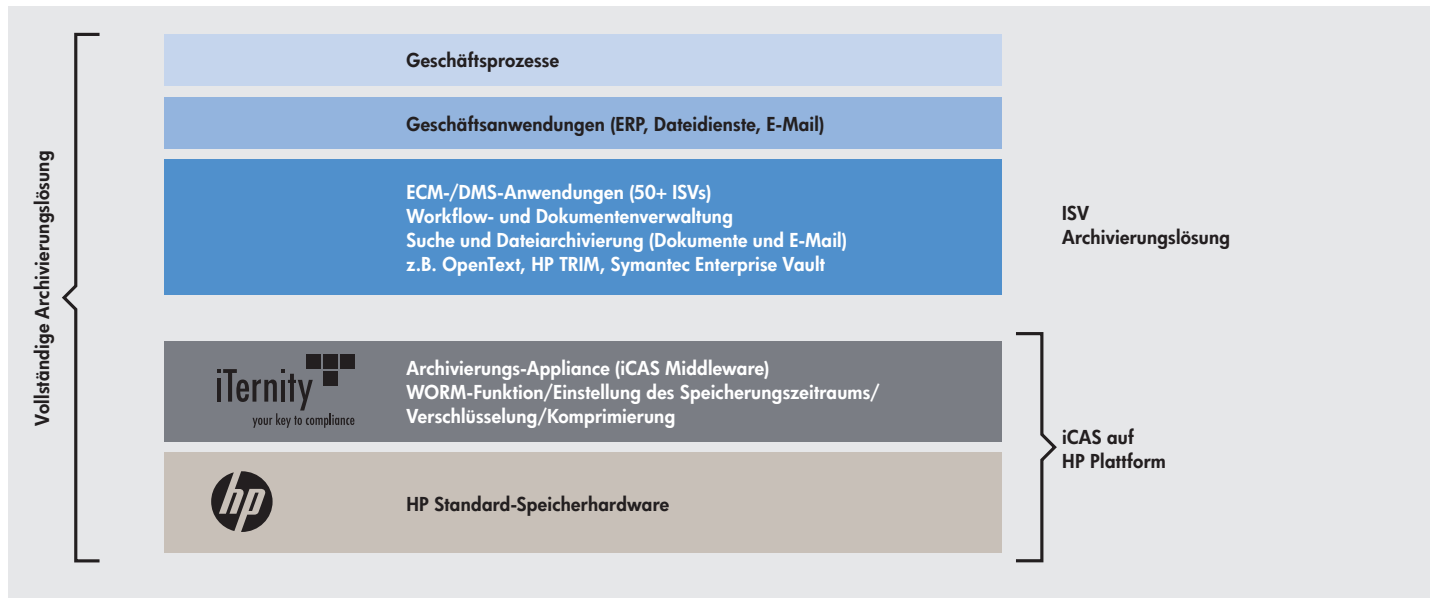 Vollständige Archivierungslösung
Geschäftsprozesse
Geschäftsanwendungen (ERP, Dateidienste, E-Mail)
ECM-/DMS-Anwendungen (50+ ISVs)
Workflow- und Dokumentenverwaltung
Suche und Dateiarchivierung (Dokumente und E-Mail)
z.B. OpenText, HP TRIM, Symantec Enterprise Vault
ISV
Archivierungslösung
iTernity
your key to compliance
Archivierungs-Appliance (iCAS Middleware)
WORM-Funktion/Einstellung des Speicherungszeitraums/
Verschlüsselung/Komprimierung
iCAS auf
HP Plattform
hp
HP Standard-Speicherhardware